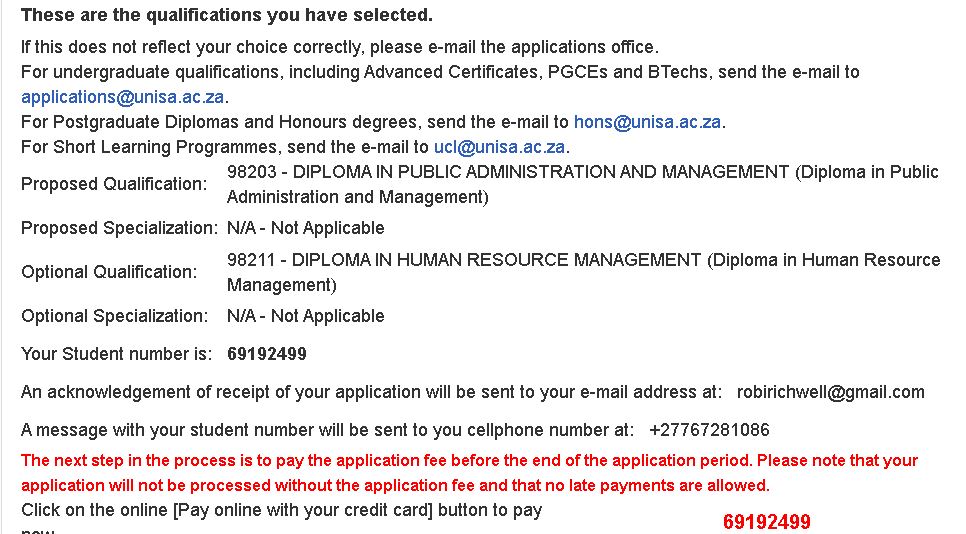 These are the qualifications you have selected.
If this does not reflect your choice correctly, please e-mail the applications office.
For undergraduate qualifications, including Advanced Certificates, PGCEs and BTechs, send the e-mail to
applications@unisa.ac.za.
For Postgraduate Diplomas and Honours degrees, send the e-mail to hons@unisa.ac.za.
For Short Learning Programmes, send the e-mail to ucl@unisa.ac.za.
Proposed Qualification: 98203 - DIPLOMA IN PUBLIC ADMINISTRATION AND MANAGEMENT (Diploma in Public
Administration and Management)
Proposed Specialization: N/A - Not Applicable
Optional Qualification: 98211 - DIPLOMA IN HUMAN RESOURCE MANAGEMENT (Diploma in Human Resource
Management)
Optional Specialization: N/A - Not Applicable
Your Student number is: 69192499
An acknowledgement of receipt of your application will be sent to your e-mail address at: robirichwell@gmail.com
A message with your student number will be sent to you cellphone number at: +27767281086
The next step in the process is to pay the application fee before the end of the application period. Please note that your
application will not be processed without the application fee and that no late payments are allowed.
Click on the online [Pay online with your credit card] button to pay
69192499